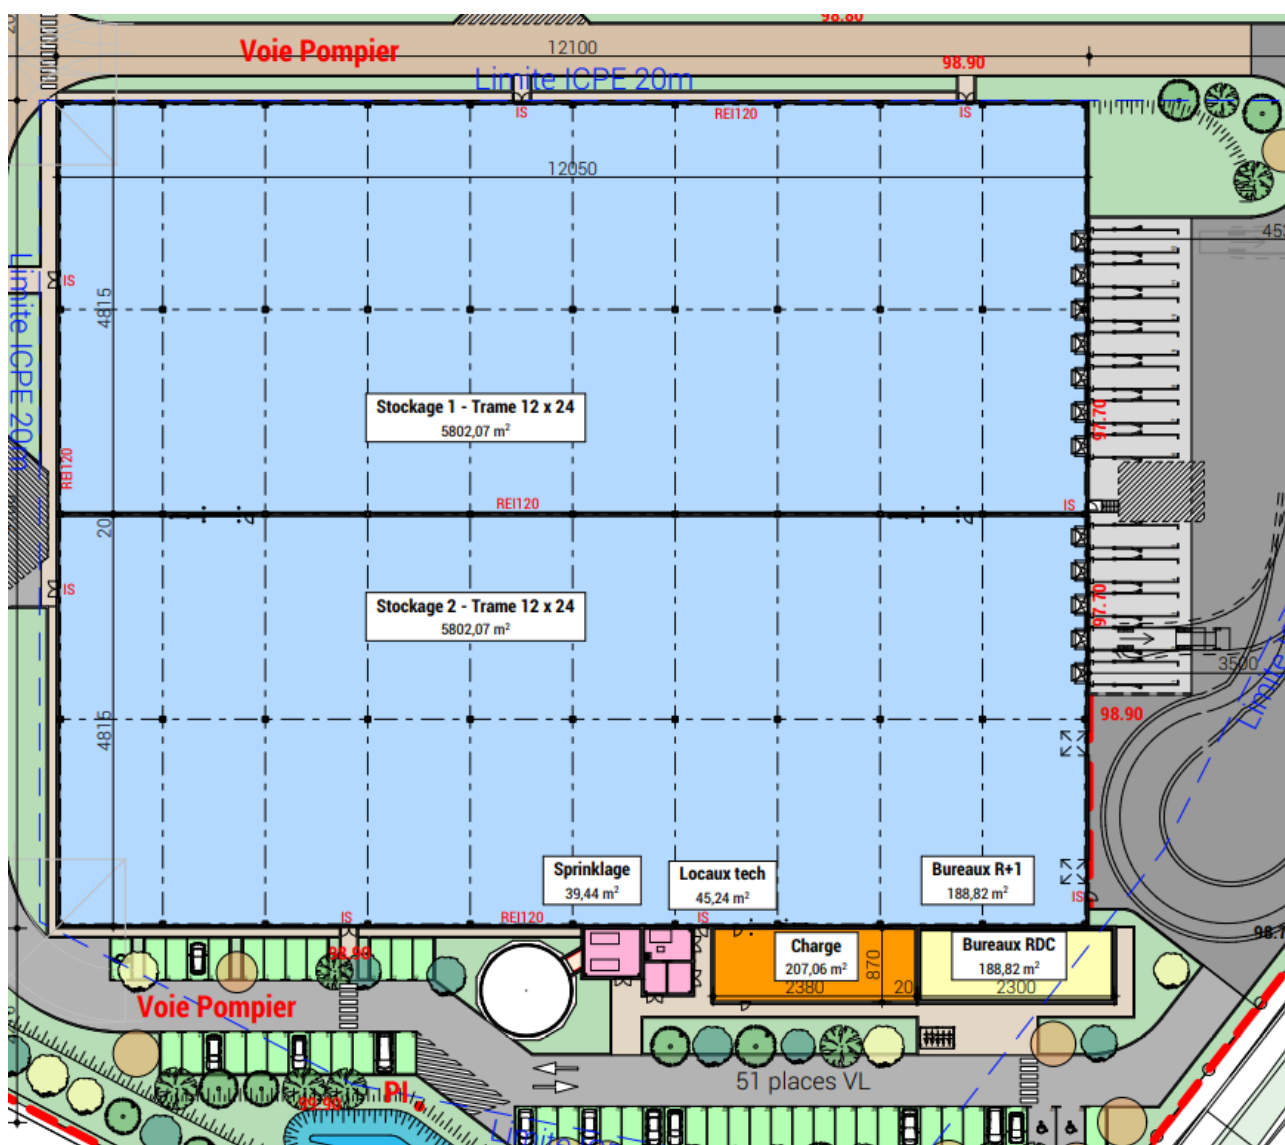 98.80
Voie Pompier
12100
98.90
Limite ICPE 20m
IS
REI120
IS
12050
IS
4815
Limite ICPE 20m
97.70
Stockage 1 - Trame 12 x 24
5802,07 m²
REI120
REI120
IS
20
IS
Stockage 2 - Trame 12 x 24
5802,07 m²
97.70
3500
98.90
4815
Sprinklage
39,44 m²
Locaux tech
45,24 m²
Bureaux R+1
188,82 m²
IS
IS
REI120
IS
98.90
Charge
207,06 m²
870
Bureaux RDC
188,82 m²
2380
20
2300
Voie Pompier
51 places VL
PI.
99.90